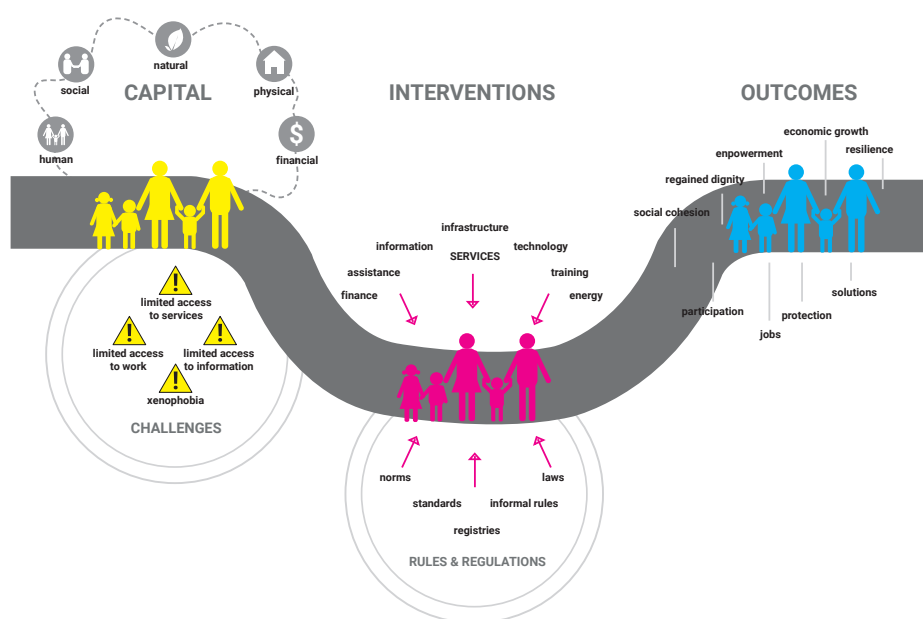 natural
social
physical
CAPITAL
human
$
financial
limited access
to services
limited access
to work
limited access
to information
xenophobia
CHALLENGES
INTERVENTIONS
infrastructure
information
technology
SERVICES
assistance
training
finance
energy
norms
laws
standards
informal rules
registries
RULES & REGULATIONS
OUTCOMES
economic growth
enpowerment
resilience
regained dignity
social cohesion
solutions
participation
protection
jobs